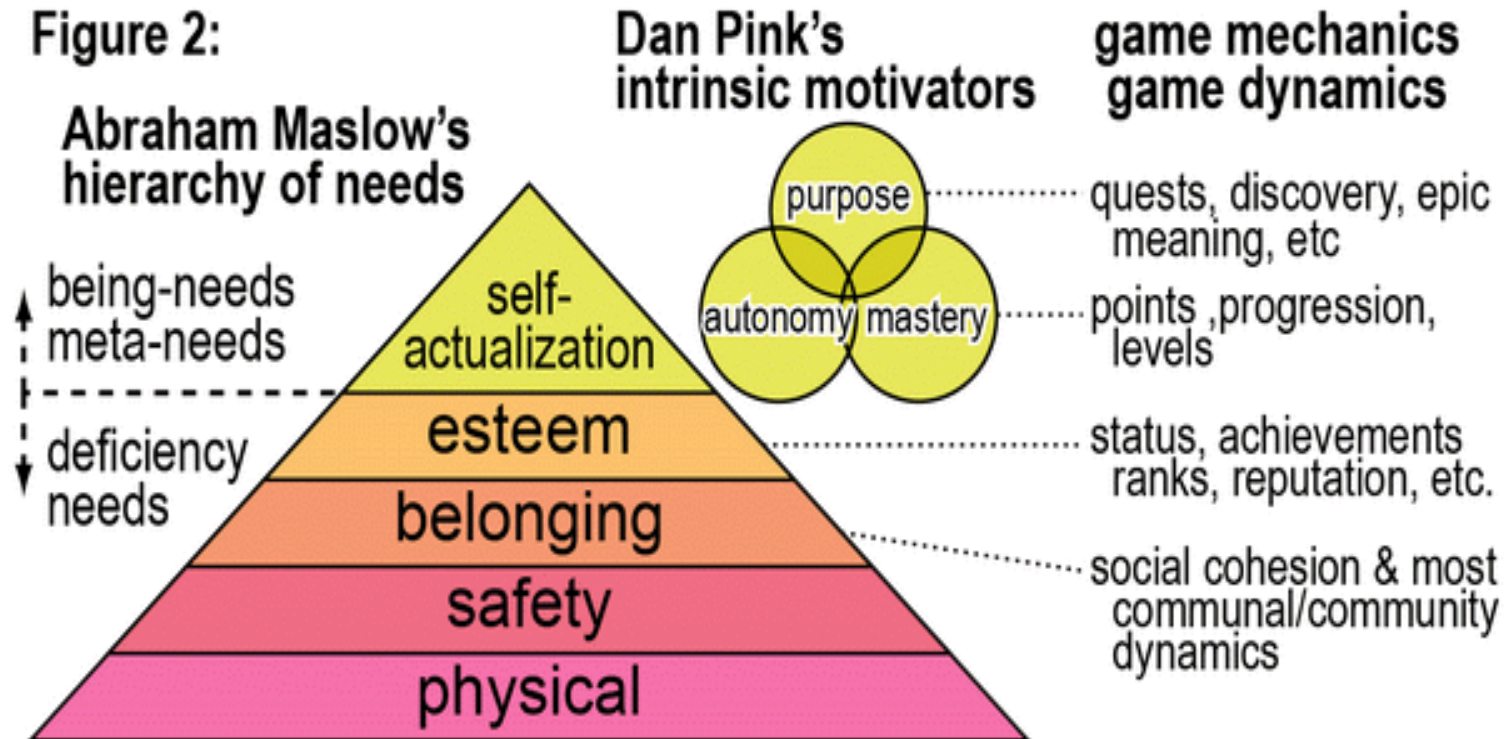 Figure 2:
Abraham Maslow's
hierarchy of needs
being-needs
meta-needs
deficiency
needs
self-
actualization
esteem
belonging
safety
physical
Dan Pink's
intrinsic motivators
purpose
autonomy
mastery
game mechanics
game dynamics
quests, discovery, epic
meaning, etc
points ,progression,
levels
status, achievements
ranks, reputation, etc.
social cohesion & most
communal/community
dynamics